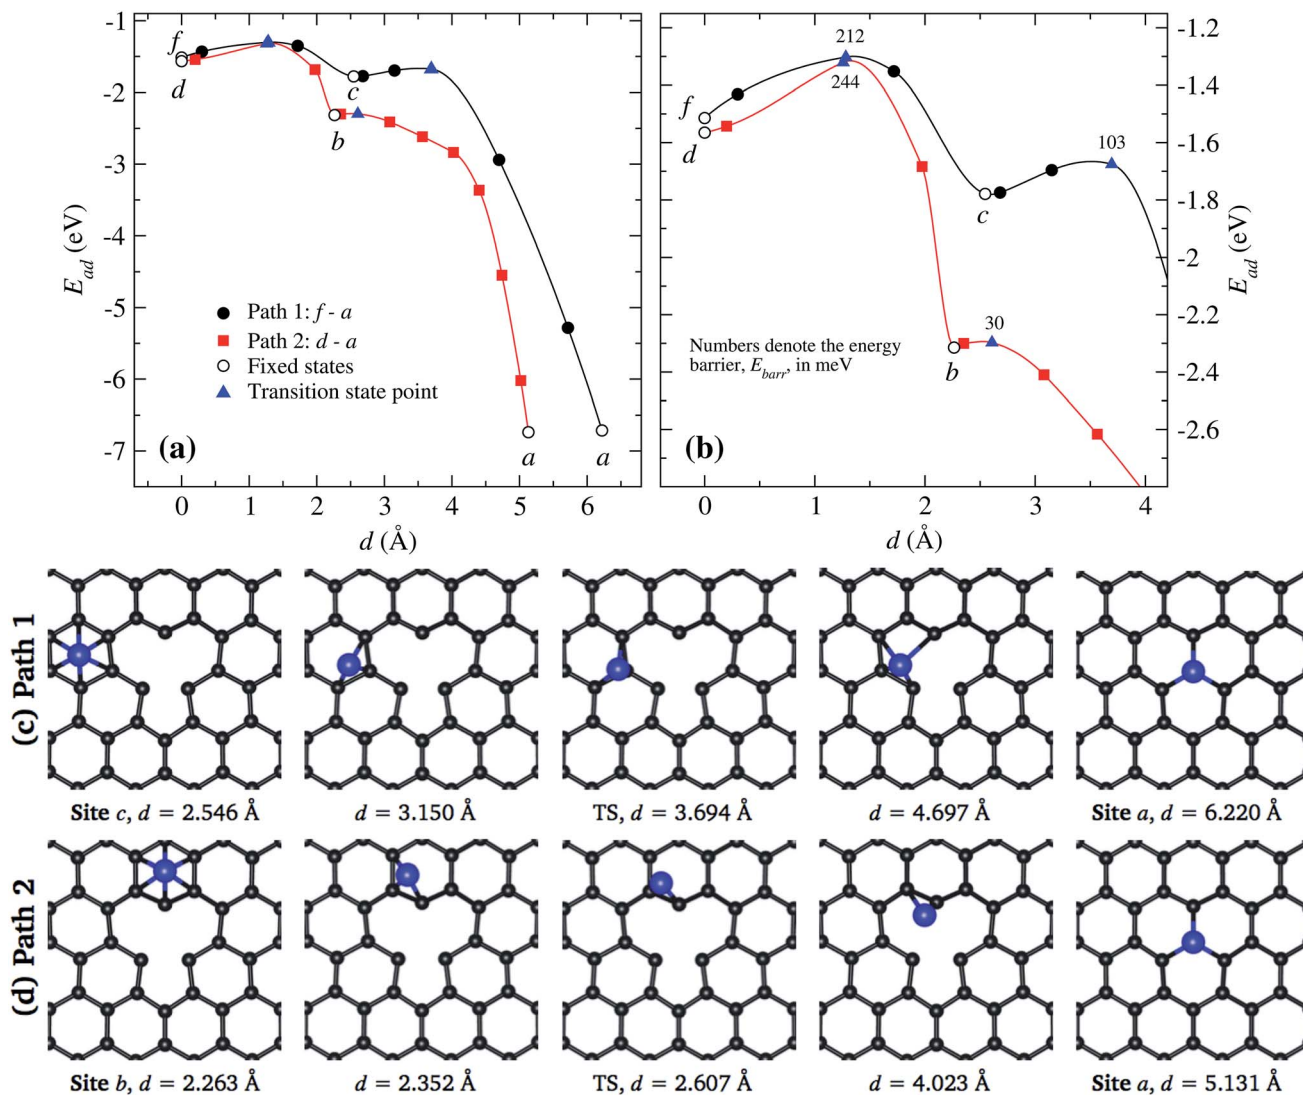 -1
-2
-3
-4
-5
-6
-7
E_ad (eV)
f
d
c
b
a
a
Path 1: f - a
Path 2: d - a
Fixed states
Transition state point
(a)
0 1 2 3 4 5 6
d (Å)
212
244
103
30
f
d
c
b
Numbers denote the energy
barrier, E_barr, in meV
(b)
0 1 2 3 4
d (Å)
-1.2
-1.4
-1.6
-1.8
-2
-2.2
-2.4
-2.6
E_ad (eV)
(c) Path 1
Site c, d = 2.546 Å
d = 3.150 Å
TS, d = 3.694 Å
d = 4.697 Å
Site a, d = 6.220 Å
(d) Path 2
Site b, d = 2.263 Å
d = 2.352 Å
TS, d = 2.607 Å
d = 4.023 Å
Site a, d = 5.131 Å